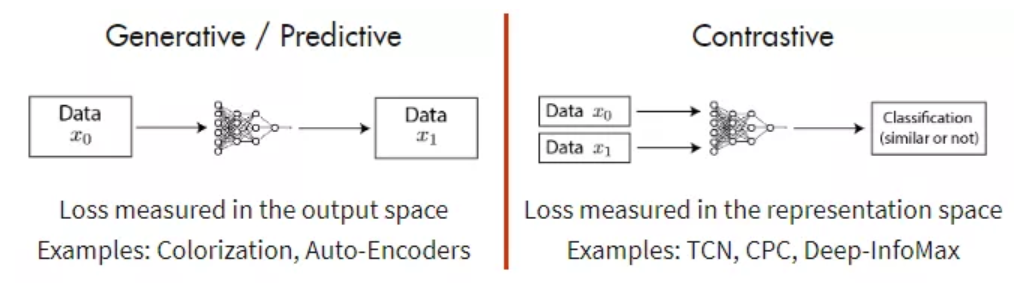 Generative / Predictive
Data
x₀
Data
x₁
Loss measured in the output space
Examples: Colorization, Auto-Encoders
Contrastive
Data x₀
Data x₁
Classification
(similar or not)
Loss measured in the representation space
Examples: TCN, CPC, Deep-InfoMax